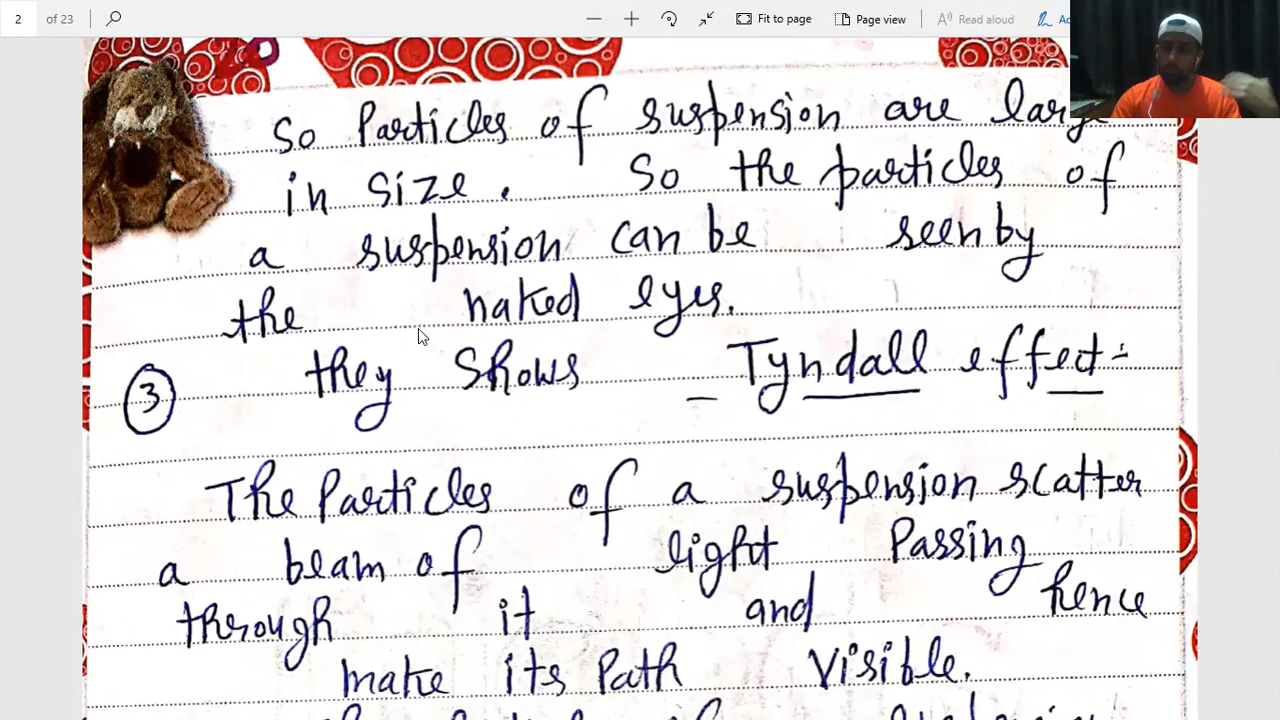 2 of 23 Fit to page Page view Read aloud
So Particles of suspension are larg
in size. So the particles of
a suspension can be seen by
the naked eyes.
3 they shows Tyndall effect:-
The Particles of a suspension scatter
a beam of light Passing
through it and hence
make its Path visible.